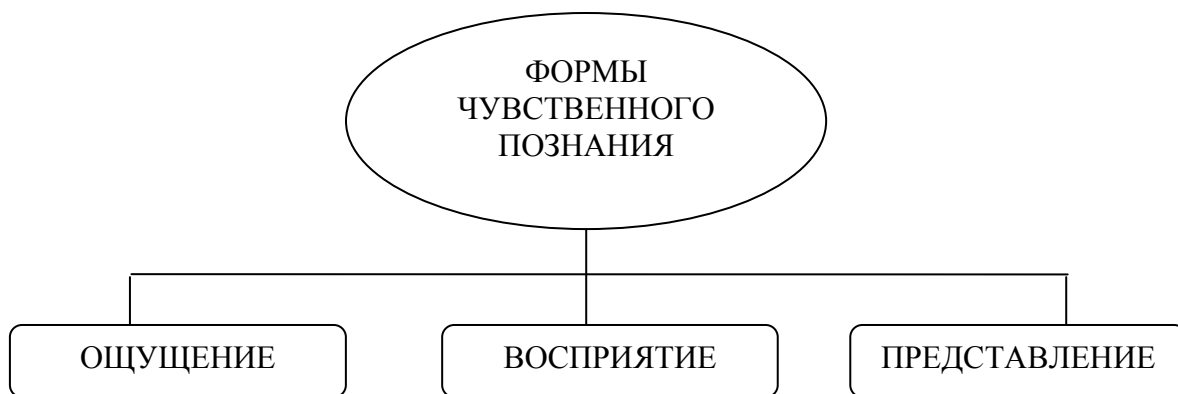 ФОРМЫ
ЧУВСТВЕННОГО
ПОЗНАНИЯ
ОЩУЩЕНИЕ
ВОСПРИЯТИЕ
ПРЕДСТАВЛЕНИЕ